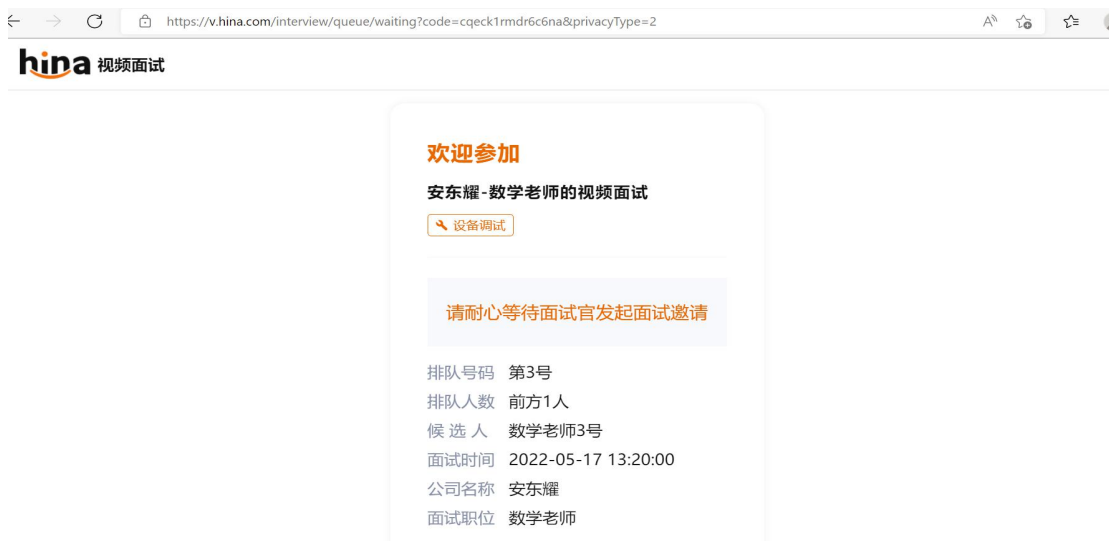 https://v.hina.com/interview/queue/waiting?code=cqeck1rmdr6c6na&privacyType=2
hina 视频面试
欢迎参加
安东耀-数学老师的视频面试
设备调试
请耐心等待面试官发起面试邀请
排队号码 第3号
排队人数 前方1人
候 选 人 数学老师3号
面试时间 2022-05-17 13:20:00
公司名称 安东耀
面试职位 数学老师